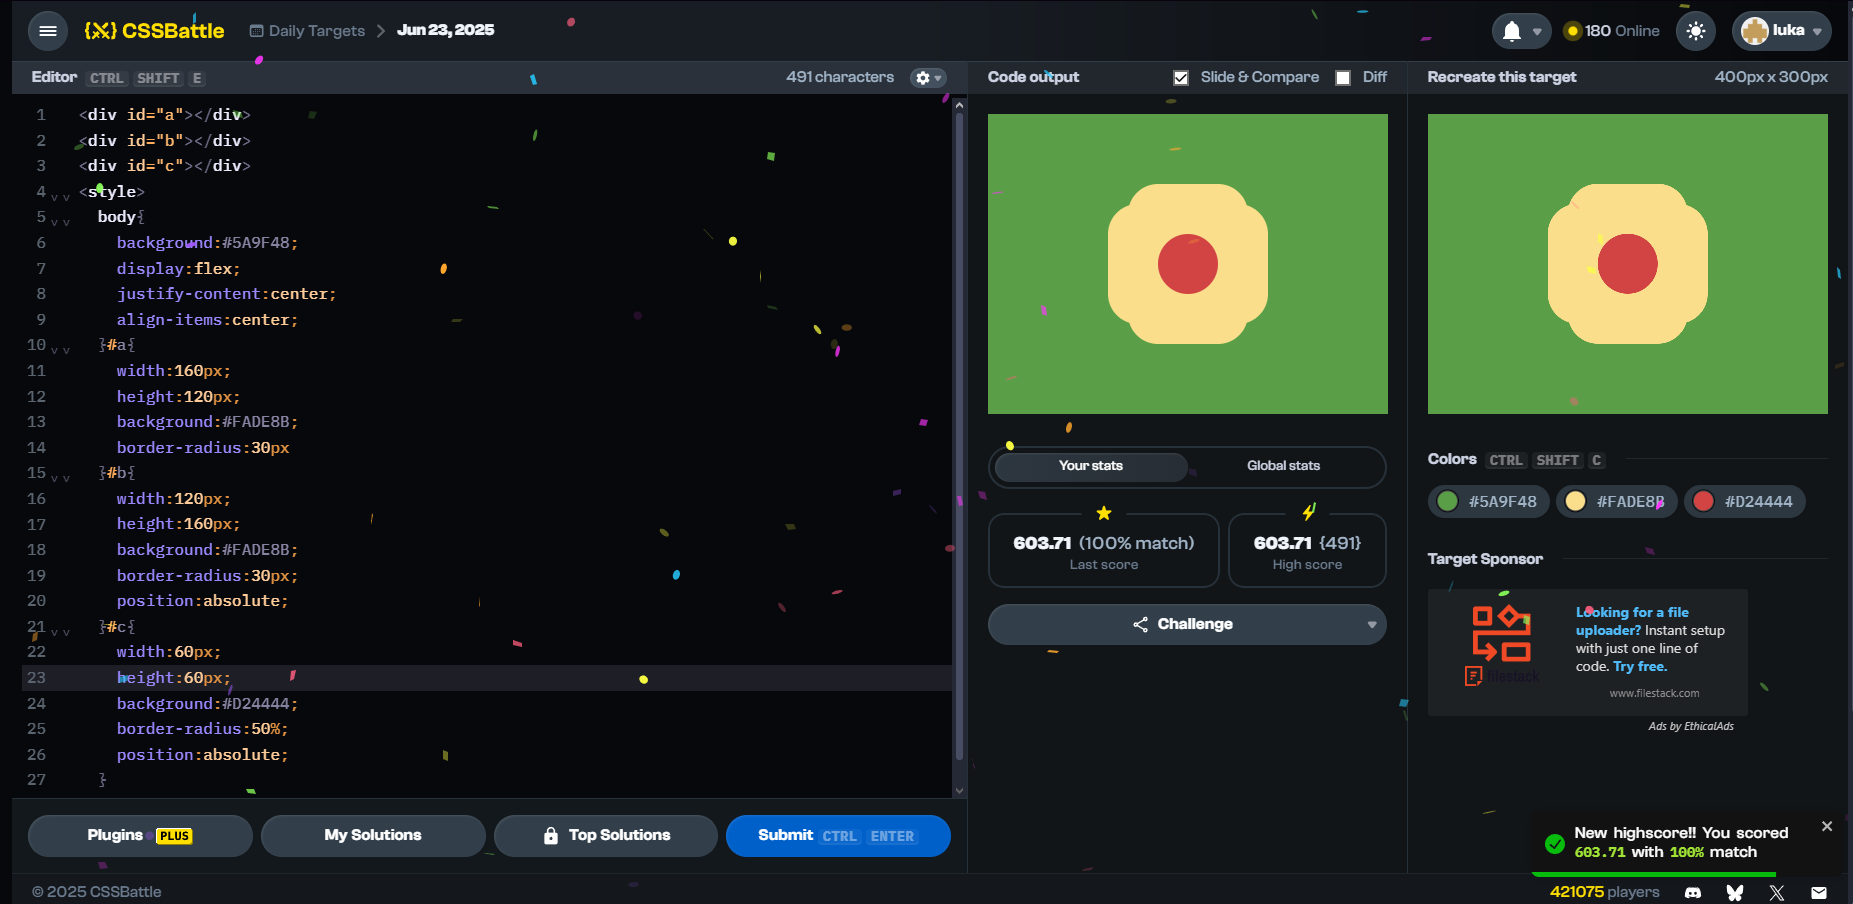 CSSBattle
Daily Targets
Jun 23, 2025
180 Online
luka
Editor CTRL SHIFT E
491 characters
1 <div id="a"></div>
2 <div id="b"></div>
3 <div id="c"></div>
4 <style>
5 body{
6 background:#5A9F48;
7 display:flex;
8 justify-content:center;
9 align-items:center;
10 }#a{
11 width:160px;
12 height:120px;
13 background:#FADE8B;
14 border-radius:30px
15 }#b{
16 width:120px;
17 height:160px;
18 background:#FADE8B;
19 border-radius:30px;
20 position:absolute;
21 }#c{
22 width:60px;
23 height:60px;
24 background:#D24444;
25 border-radius:50%;
26 position:absolute;
27 }
Plugins PLUS
My Solutions
Top Solutions
Submit CTRL ENTER
Code output
Slide & Compare
Diff
Your stats
Global stats
603.71 (100% match)
Last score
603.71 {491}
High score
Challenge
Recreate this target
400px x 300px
Colors CTRL SHIFT C
#5A9F48
#FADE8B
#D24444
Target Sponsor
filestack
Looking for a file
uploader? Instant setup
with just one line of
code. Try free.
www.filestack.com
Ads by EthicalAds
New highscore!! You scored
603.71 with 100% match
© 2025 CSSBattle
421075 players